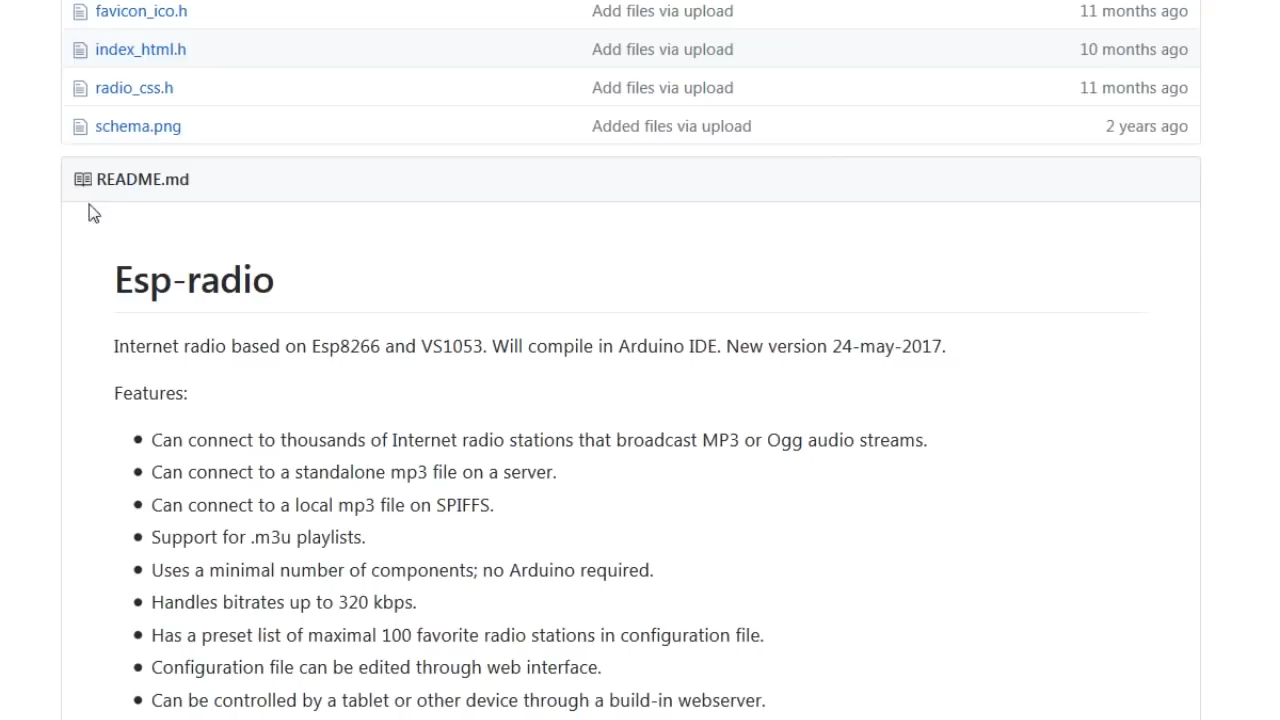 favicon_ico.h Add files via upload 11 months ago
index_html.h Add files via upload 10 months ago
radio_css.h Add files via upload 11 months ago
schema.png Added files via upload 2 years ago
README.md
Esp-radio
Internet radio based on Esp8266 and VS1053. Will compile in Arduino IDE. New version 24-may-2017.
Features:
• Can connect to thousands of Internet radio stations that broadcast MP3 or Ogg audio streams.
• Can connect to a standalone mp3 file on a server.
• Can connect to a local mp3 file on SPIFFS.
• Support for .m3u playlists.
• Uses a minimal number of components; no Arduino required.
• Handles bitrates up to 320 kbps.
• Has a preset list of maximal 100 favorite radio stations in configuration file.
• Configuration file can be edited through web interface.
• Can be controlled by a tablet or other device through a build-in webserver.